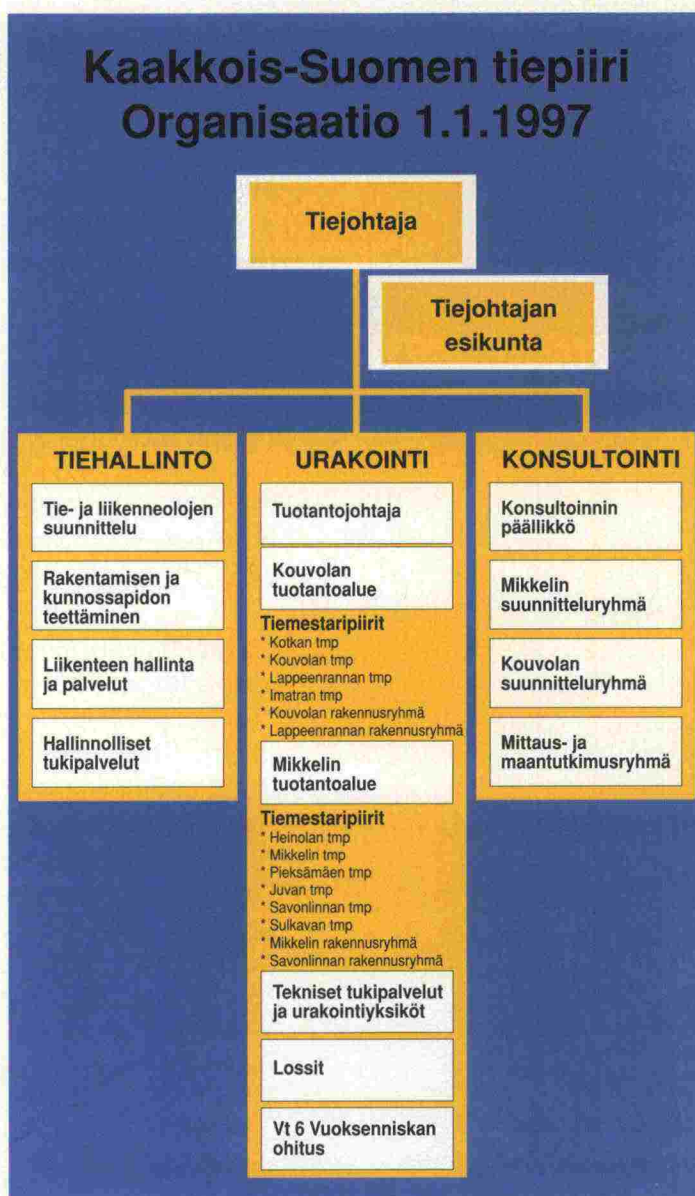 Kaakkois-Suomen tiepiiri
Organisaatio 1.1.1997
Tiejohtaja
Tiejohtajan
esikunta
TIEHALLINTO
Tie- ja liikenneolojen
suunnittelu
Rakentamisen ja
kunnossapidon
teettäminen
Liikenteen hallinta
ja palvelut
Hallinnolliset
tukipalvelut
URAKOINTI
Tuotantojohtaja
Kouvolan
tuotantoalue
Tiemestaripiirit
* Kotkan tmp
* Kouvolan tmp
* Lappeenrannan tmp
* Imatran tmp
* Kouvolan rakennusryhmä
* Lappeenrannan rakennusryhmä
Mikkelin
tuotantoalue
Tiemestaripiirit
* Heinolan tmp
* Mikkelin tmp
* Pieksämäen tmp
* Juvan tmp
* Savonlinnan tmp
* Sulkavan tmp
* Mikkelin rakennusryhmä
* Savonlinnan rakennusryhmä
Tekniset tukipalvelut
ja urakointiyksiköt
Lossit
Vt 6 Vuoksenniskan
ohitus
KONSULTOINTI
Konsultoinnin
päällikkö
Mikkelin
suunnitteluryhmä
Kouvolan
suunnitteluryhmä
Mittaus- ja
maantutkimusryhmä